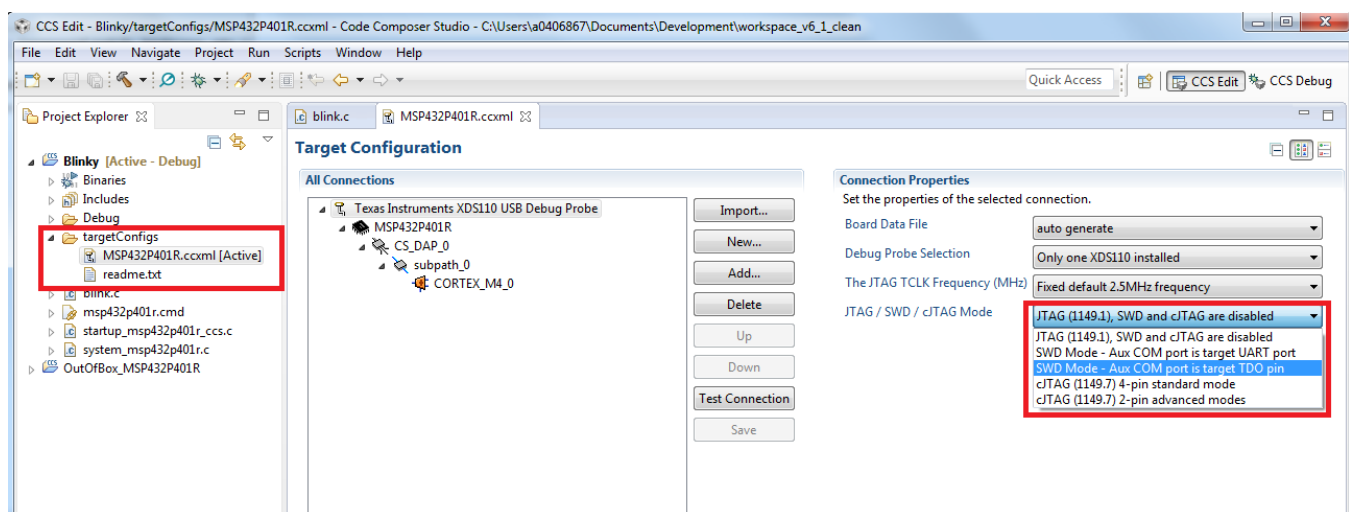 CCS Edit - Blinky/targetConfigs/MSP432P401R.ccxml - Code Composer Studio - C:\Users\a0406867\Documents\Development\workspace_v6_1_clean
File Edit View Navigate Project Run Scripts Window Help
Quick Access
CCS Edit
CCS Debug
Project Explorer
Blinky [Active - Debug]
Binaries
Includes
Debug
targetConfigs
MSP432P401R.ccxml [Active]
readme.txt
blink.c
msp432p401r.cmd
startup_msp432p401r_ccs.c
system_msp432p401r.c
OutOfBox_MSP432P401R
blink.c
MSP432P401R.ccxml
Target Configuration
All Connections
Texas Instruments XDS110 USB Debug Probe
MSP432P401R
CS_DAP_0
subpath_0
CORTEX_M4_0
Import...
New...
Add...
Delete
Up
Down
Test Connection
Save
Connection Properties
Set the properties of the selected connection.
Board Data File
auto generate
Debug Probe Selection
Only one XDS110 installed
The JTAG TCLK Frequency (MHz)
Fixed default 2.5MHz frequency
JTAG / SWD / cJTAG Mode
JTAG (1149.1), SWD and cJTAG are disabled
JTAG (1149.1), SWD and cJTAG are disabled
SWD Mode - Aux COM port is target UART port
SWD Mode - Aux COM port is target TDO pin
cJTAG (1149.7) 4-pin standard mode
cJTAG (1149.7) 2-pin advanced modes